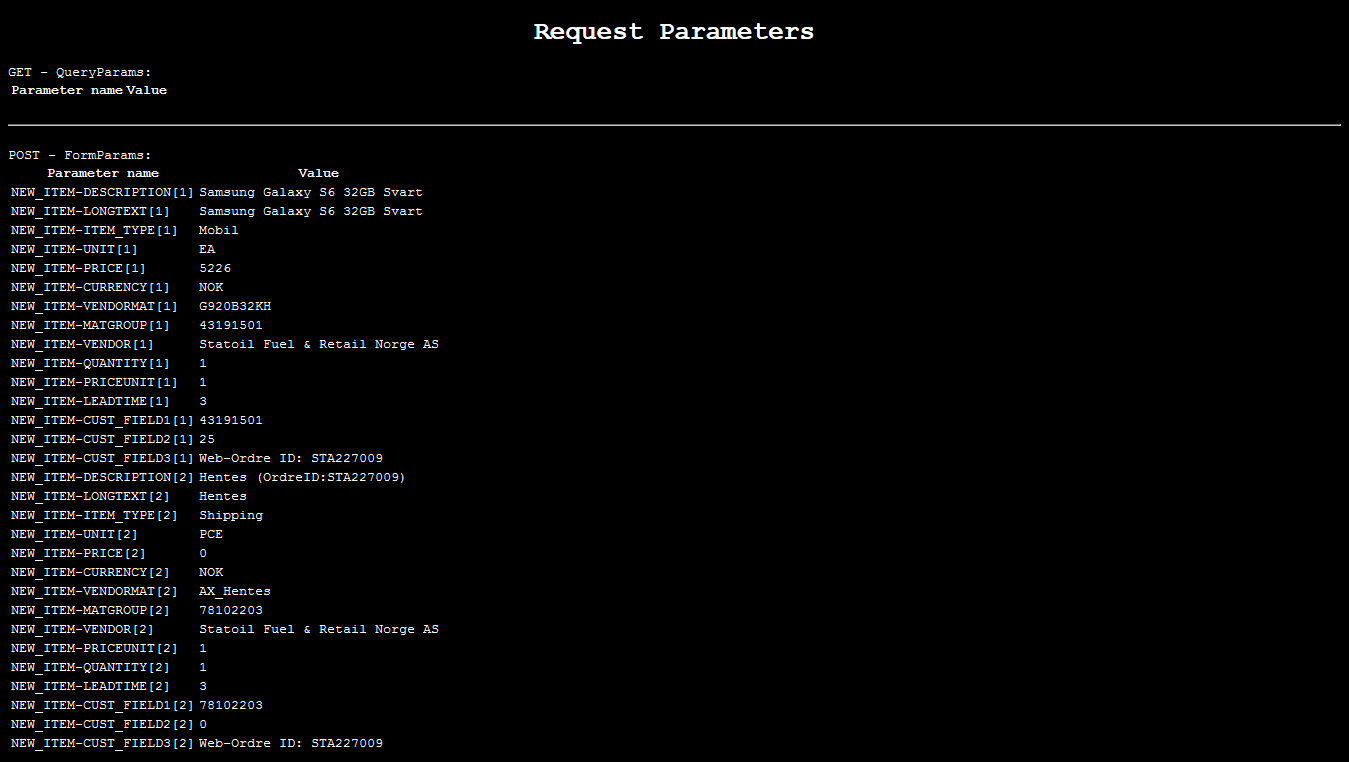 Request Parameters
GET - QueryParams:
Parameter name Value
POST - FormParams:
Parameter name Value
NEW_ITEM-DESCRIPTION[1] Samsung Galaxy S6 32GB Svart
NEW_ITEM-LONGTEXT[1] Samsung Galaxy S6 32GB Svart
NEW_ITEM-ITEM_TYPE[1] Mobil
NEW_ITEM-UNIT[1] EA
NEW_ITEM-PRICE[1] 5226
NEW_ITEM-CURRENCY[1] NOK
NEW_ITEM-VENDORMAT[1] G920B32KH
NEW_ITEM-MATGROUP[1] 43191501
NEW_ITEM-VENDOR[1] Statoil Fuel & Retail Norge AS
NEW_ITEM-QUANTITY[1] 1
NEW_ITEM-PRICEUNIT[1] 1
NEW_ITEM-LEADTIME[1] 3
NEW_ITEM-CUST_FIELD1[1] 43191501
NEW_ITEM-CUST_FIELD2[1] 25
NEW_ITEM-CUST_FIELD3[1] Web-Ordre ID: STA227009
NEW_ITEM-DESCRIPTION[2] Hentes (OrdreID:STA227009)
NEW_ITEM-LONGTEXT[2] Hentes
NEW_ITEM-ITEM_TYPE[2] Shipping
NEW_ITEM-UNIT[2] PCE
NEW_ITEM-PRICE[2] 0
NEW_ITEM-CURRENCY[2] NOK
NEW_ITEM-VENDORMAT[2] AX_Hentes
NEW_ITEM-MATGROUP[2] 78102203
NEW_ITEM-VENDOR[2] Statoil Fuel & Retail Norge AS
NEW_ITEM-PRICEUNIT[2] 1
NEW_ITEM-QUANTITY[2] 1
NEW_ITEM-LEADTIME[2] 3
NEW_ITEM-CUST_FIELD1[2] 78102203
NEW_ITEM-CUST_FIELD2[2] 0
NEW_ITEM-CUST_FIELD3[2] Web-Ordre ID: STA227009